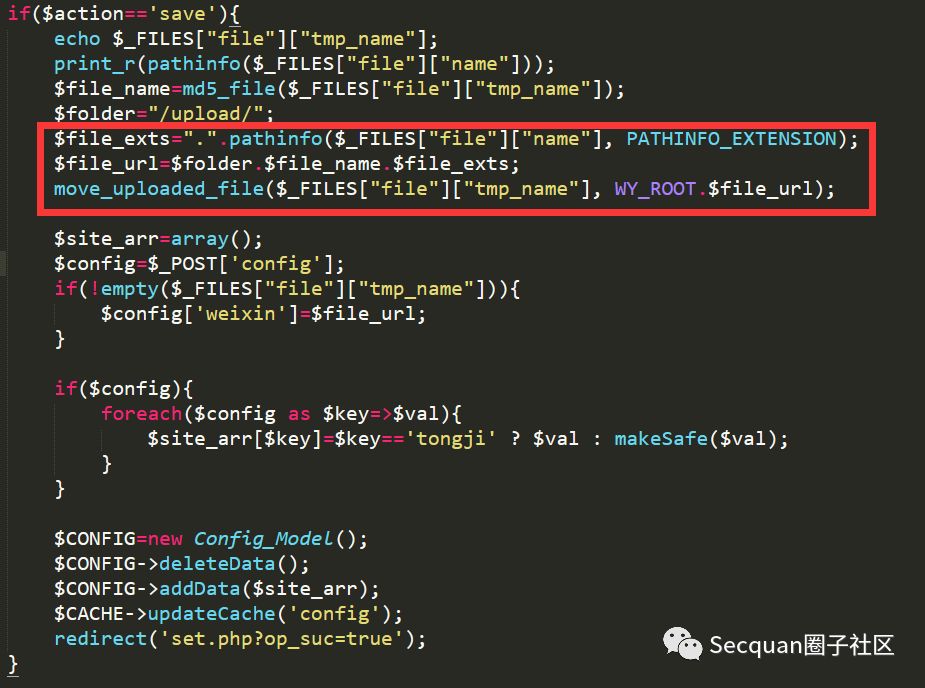 if($action=='save'){
    echo $_FILES["file"]["tmp_name"];
    print_r(pathinfo($_FILES["file"]["name"]));
    $file_name=md5_file($_FILES["file"]["tmp_name"]);
    $folder="/upload/";
    $file_exts=".".pathinfo($_FILES["file"]["name"], PATHINFO_EXTENSION);
    $file_url=$folder.$file_name.$file_exts;
    move_uploaded_file($_FILES["file"]["tmp_name"], WY_ROOT.$file_url);
    $site_arr=array();
    $config=$_POST['config'];
    if(!empty($_FILES["file"]["tmp_name"])){
        $config['weixin']=$file_url;
    }
    if($config){
        foreach($config as $key=>$val){
            $site_arr[$key]=$key=='tongji' ? $val : makeSafe($val);
        }
    }
    $CONFIG=new Config_Model();
    $CONFIG->deleteData();
    $CONFIG->addData($site_arr);
    $CACHE->updateCache('config');
    redirect('set.php?op_suc=true');
}
Secquan圈子社区